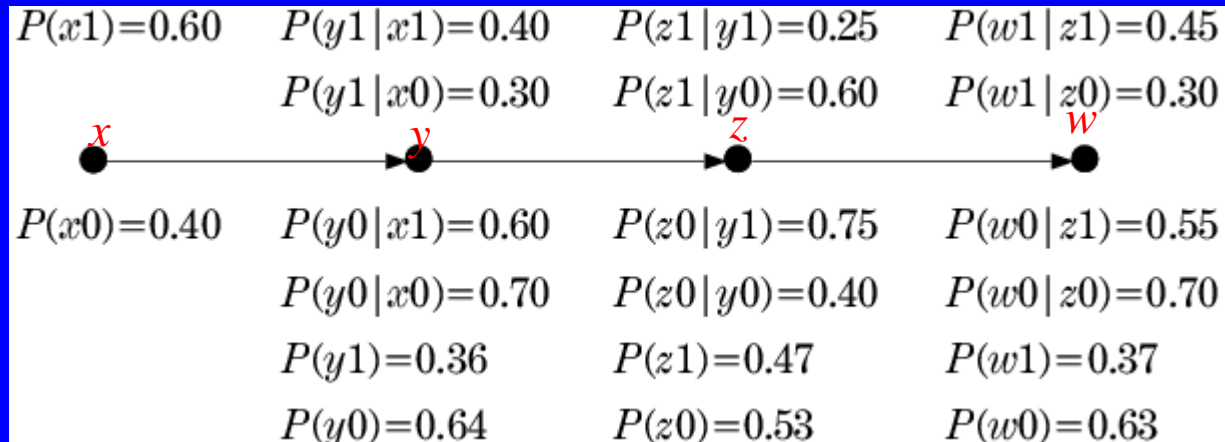 P(x1)=0.60 P(y1|x1)=0.40 P(z1|y1)=0.25 P(w1|z1)=0.45
P(y1|x0)=0.30 P(z1|y0)=0.60 P(w1|z0)=0.30
x y z w
P(x0)=0.40 P(y0|x1)=0.60 P(z0|y1)=0.75 P(w0|z1)=0.55
P(y0|x0)=0.70 P(z0|y0)=0.40 P(w0|z0)=0.70
P(y1)=0.36 P(z1)=0.47 P(w1)=0.37
P(y0)=0.64 P(z0)=0.53 P(w0)=0.63